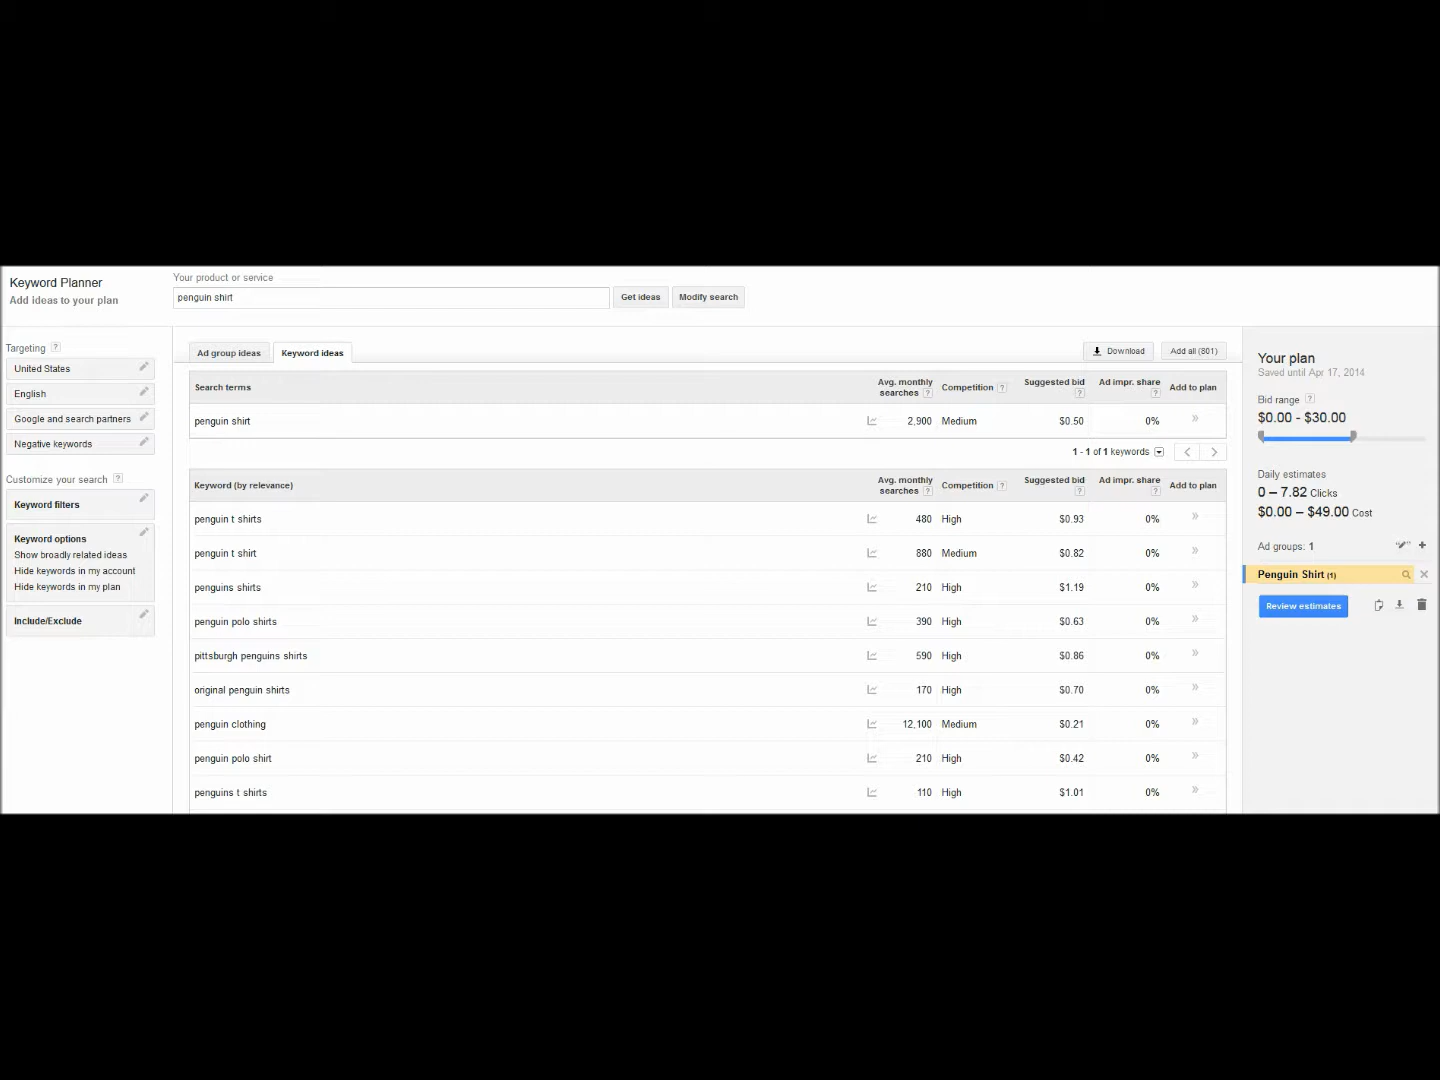 Keyword Planner
Add ideas to your plan
Your product or service
penguin shirt
Get ideas
Modify search
Targeting ?
United States
English
Google and search partners
Negative keywords
Customize your search ?
Keyword filters
Keyword options
Show broadly related ideas
Hide keywords in my account
Hide keywords in my plan
Include/Exclude
Ad group ideas
Keyword ideas
Download
Add all (801)
Search terms Avg. monthly searches ? Competition ? Suggested bid ? Ad impr. share ? Add to plan
penguin shirt 2,900 Medium $0.50 0% »
1 - 1 of 1 keywords
Keyword (by relevance) Avg. monthly searches ? Competition ? Suggested bid ? Ad impr. share ? Add to plan
penguin t shirts 480 High $0.93 0% »
penguin t shirt 880 Medium $0.82 0% »
penguins shirts 210 High $1.19 0% »
penguin polo shirts 390 High $0.63 0% »
pittsburgh penguins shirts 590 High $0.86 0% »
original penguin shirts 170 High $0.70 0% »
penguin clothing 12,100 Medium $0.21 0% »
penguin polo shirt 210 High $0.42 0% »
penguins t shirts 110 High $1.01 0% »
Your plan
Saved until Apr 17, 2014
Bid range ?
$0.00 - $30.00
Daily estimates
0 – 7.82 Clicks
$0.00 – $49.00 Cost
Ad groups: 1
Penguin Shirt (1)
Review estimates